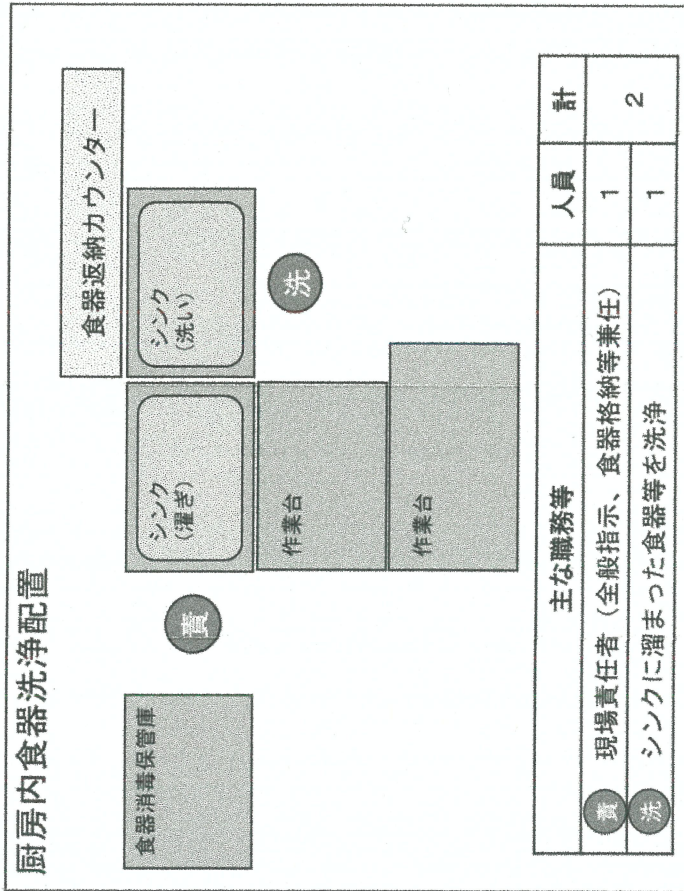 厨房内食器洗浄配置
食器返納カウンター
シンク
(濯ぎ)
シンク
(洗い)
責
洗
食器消毒保管庫
作業台
作業台
主な職務等 人員 計
責 現場責任者（全般指示、食器格納等兼任） 1 2
洗 シンクに溜まった食器等を洗浄 1